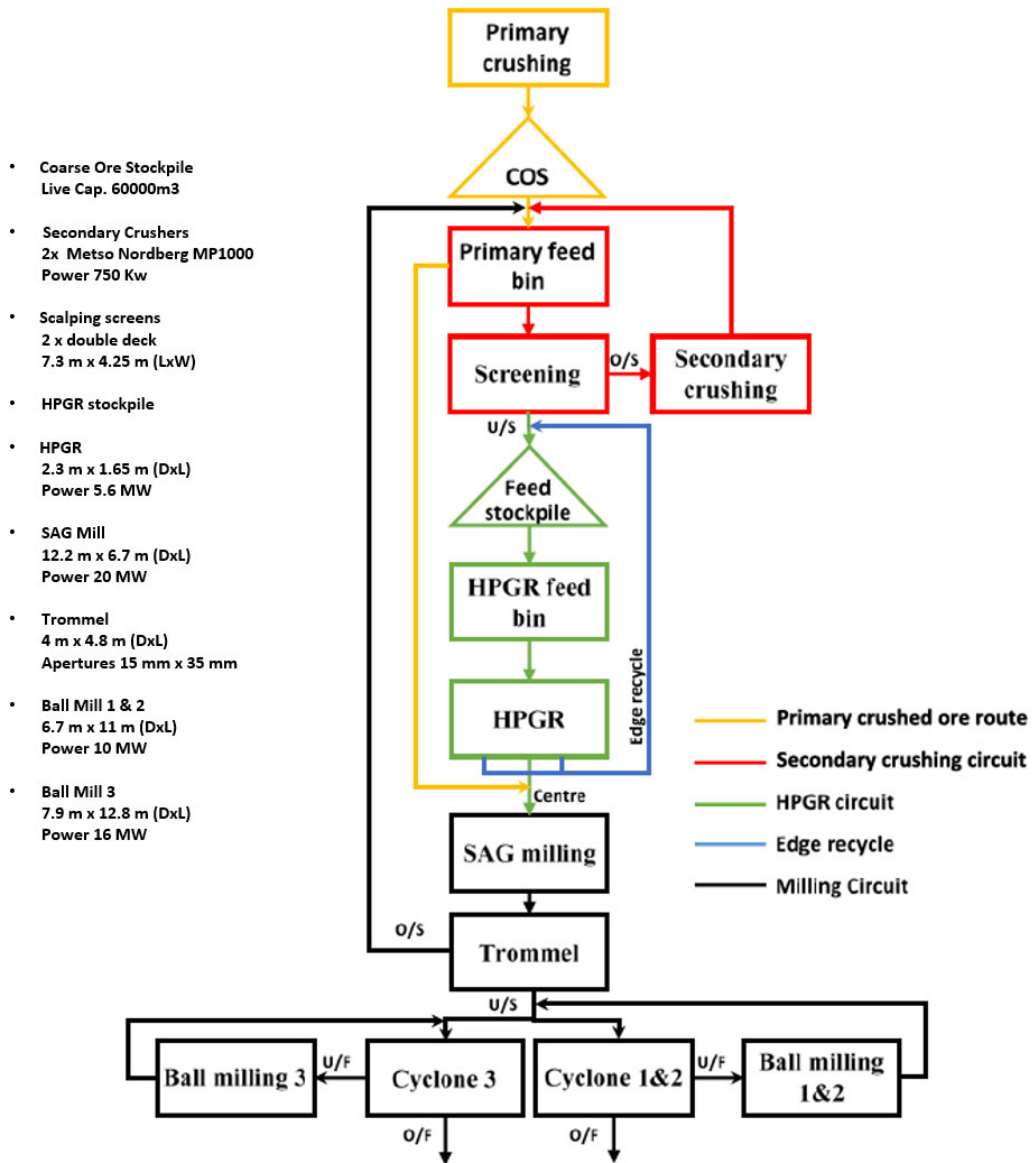 Primary
crushing
COS
Primary feed
bin
Screening
O/S
Secondary
crushing
U/S
Feed
stockpile
HPGR feed
bin
HPGR
Edge recycle
Centre
SAG milling
O/S
Trommel
U/S
Ball milling 3
U/F
Cyclone 3
Cyclone 1&2
U/F
Ball milling
1&2
O/F
O/F
• Coarse Ore Stockpile
Live Cap. 60000m3
• Secondary Crushers
2x Metso Nordberg MP1000
Power 750 Kw
• Scalping screens
2 x double deck
7.3 m x 4.25 m (LxW)
• HPGR stockpile
• HPGR
2.3 m x 1.65 m (DxL)
Power 5.6 MW
• SAG Mill
12.2 m x 6.7 m (DxL)
Power 20 MW
• Trommel
4 m x 4.8 m (DxL)
Apertures 15 mm x 35 mm
• Ball Mill 1 & 2
6.7 m x 11 m (DxL)
Power 10 MW
• Ball Mill 3
7.9 m x 12.8 m (DxL)
Power 16 MW
Primary crushed ore route
Secondary crushing circuit
HPGR circuit
Edge recycle
Milling Circuit